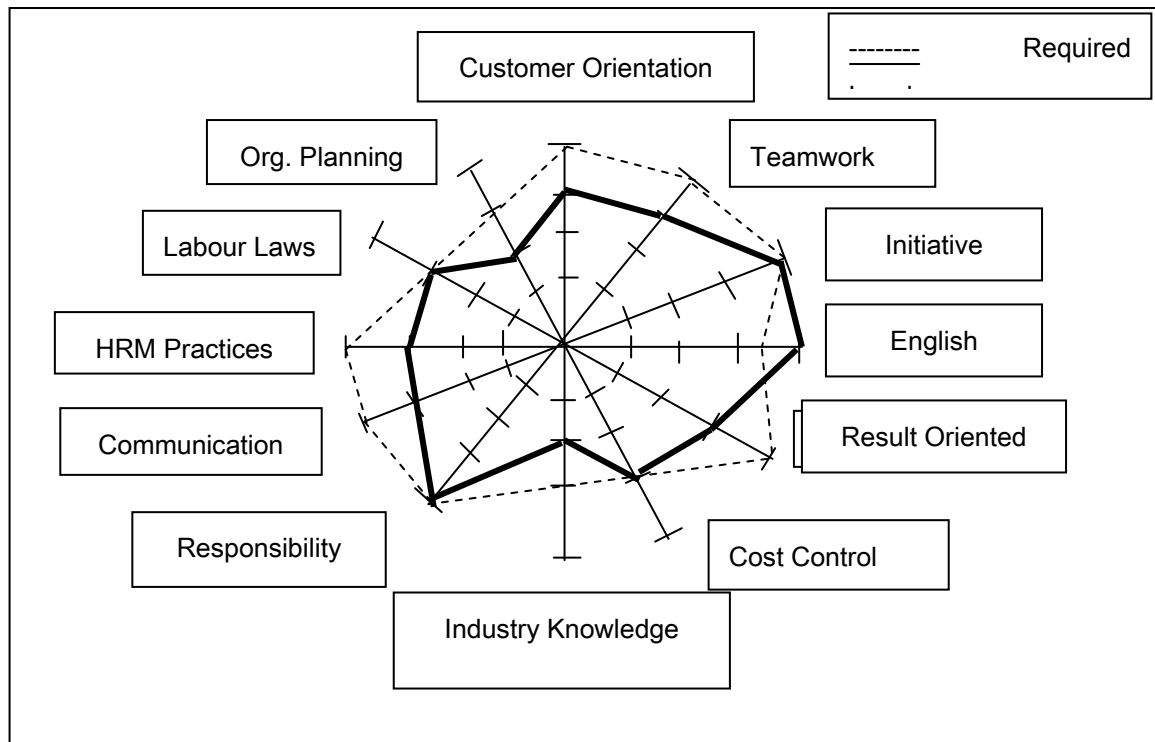 -------- Required
. .
Customer Orientation
Org. Planning
Teamwork
Labour Laws
Initiative
HRM Practices
English
Communication
Result Oriented
Responsibility
Cost Control
Industry Knowledge